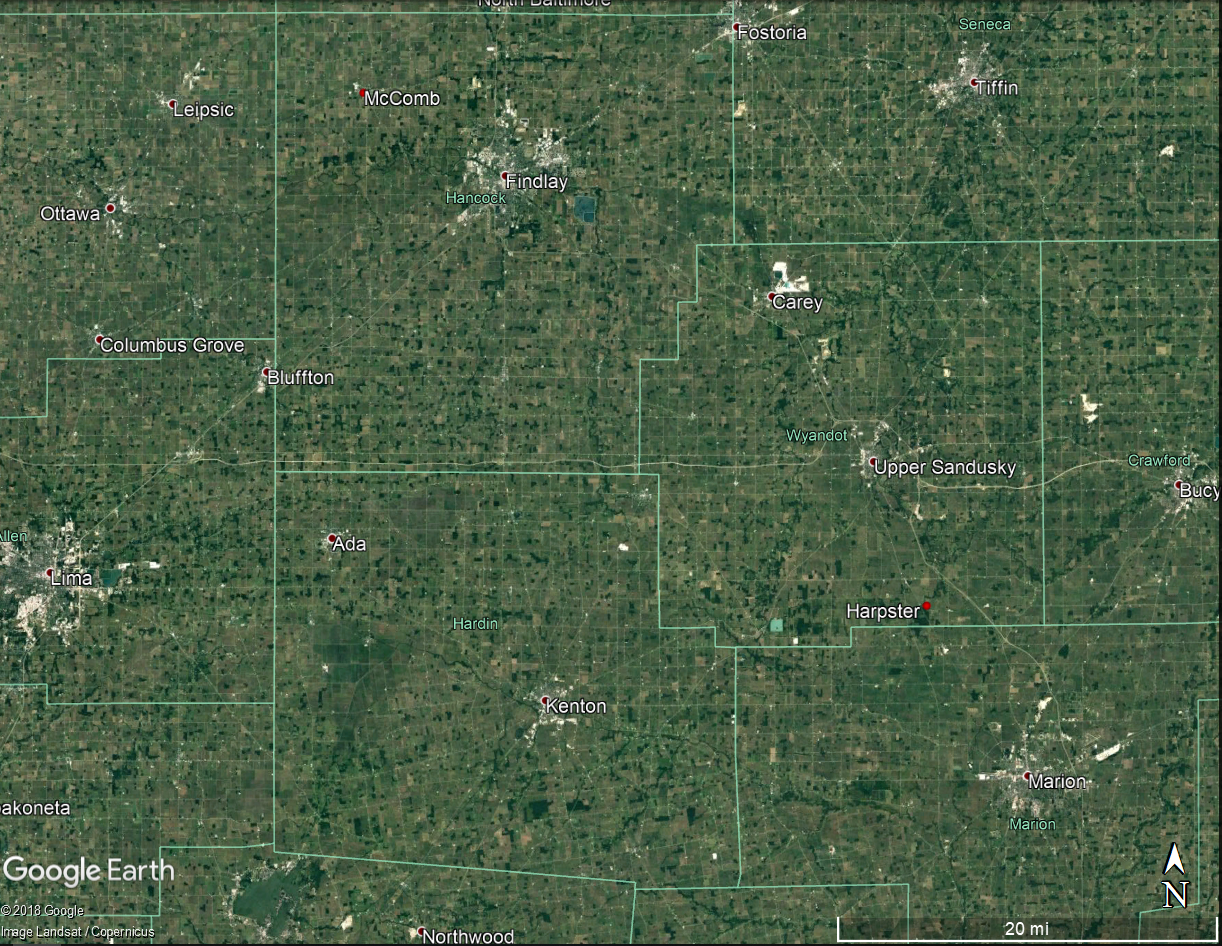 North Baltimore
Seneca
Fostoria
Tiffin
McComb
Leipsic
Findlay
Hancock
Ottawa
Carey
Columbus Grove
Bluffton
Wyandot
Crawford
Upper Sandusky
Bucy
Allen
Ada
Lima
Harpster
Hardin
Kenton
Marion
akoneta
Marion
Google Earth
N
© 2018 Google
20 mi
Image Landsat / Copernicus
Northwood